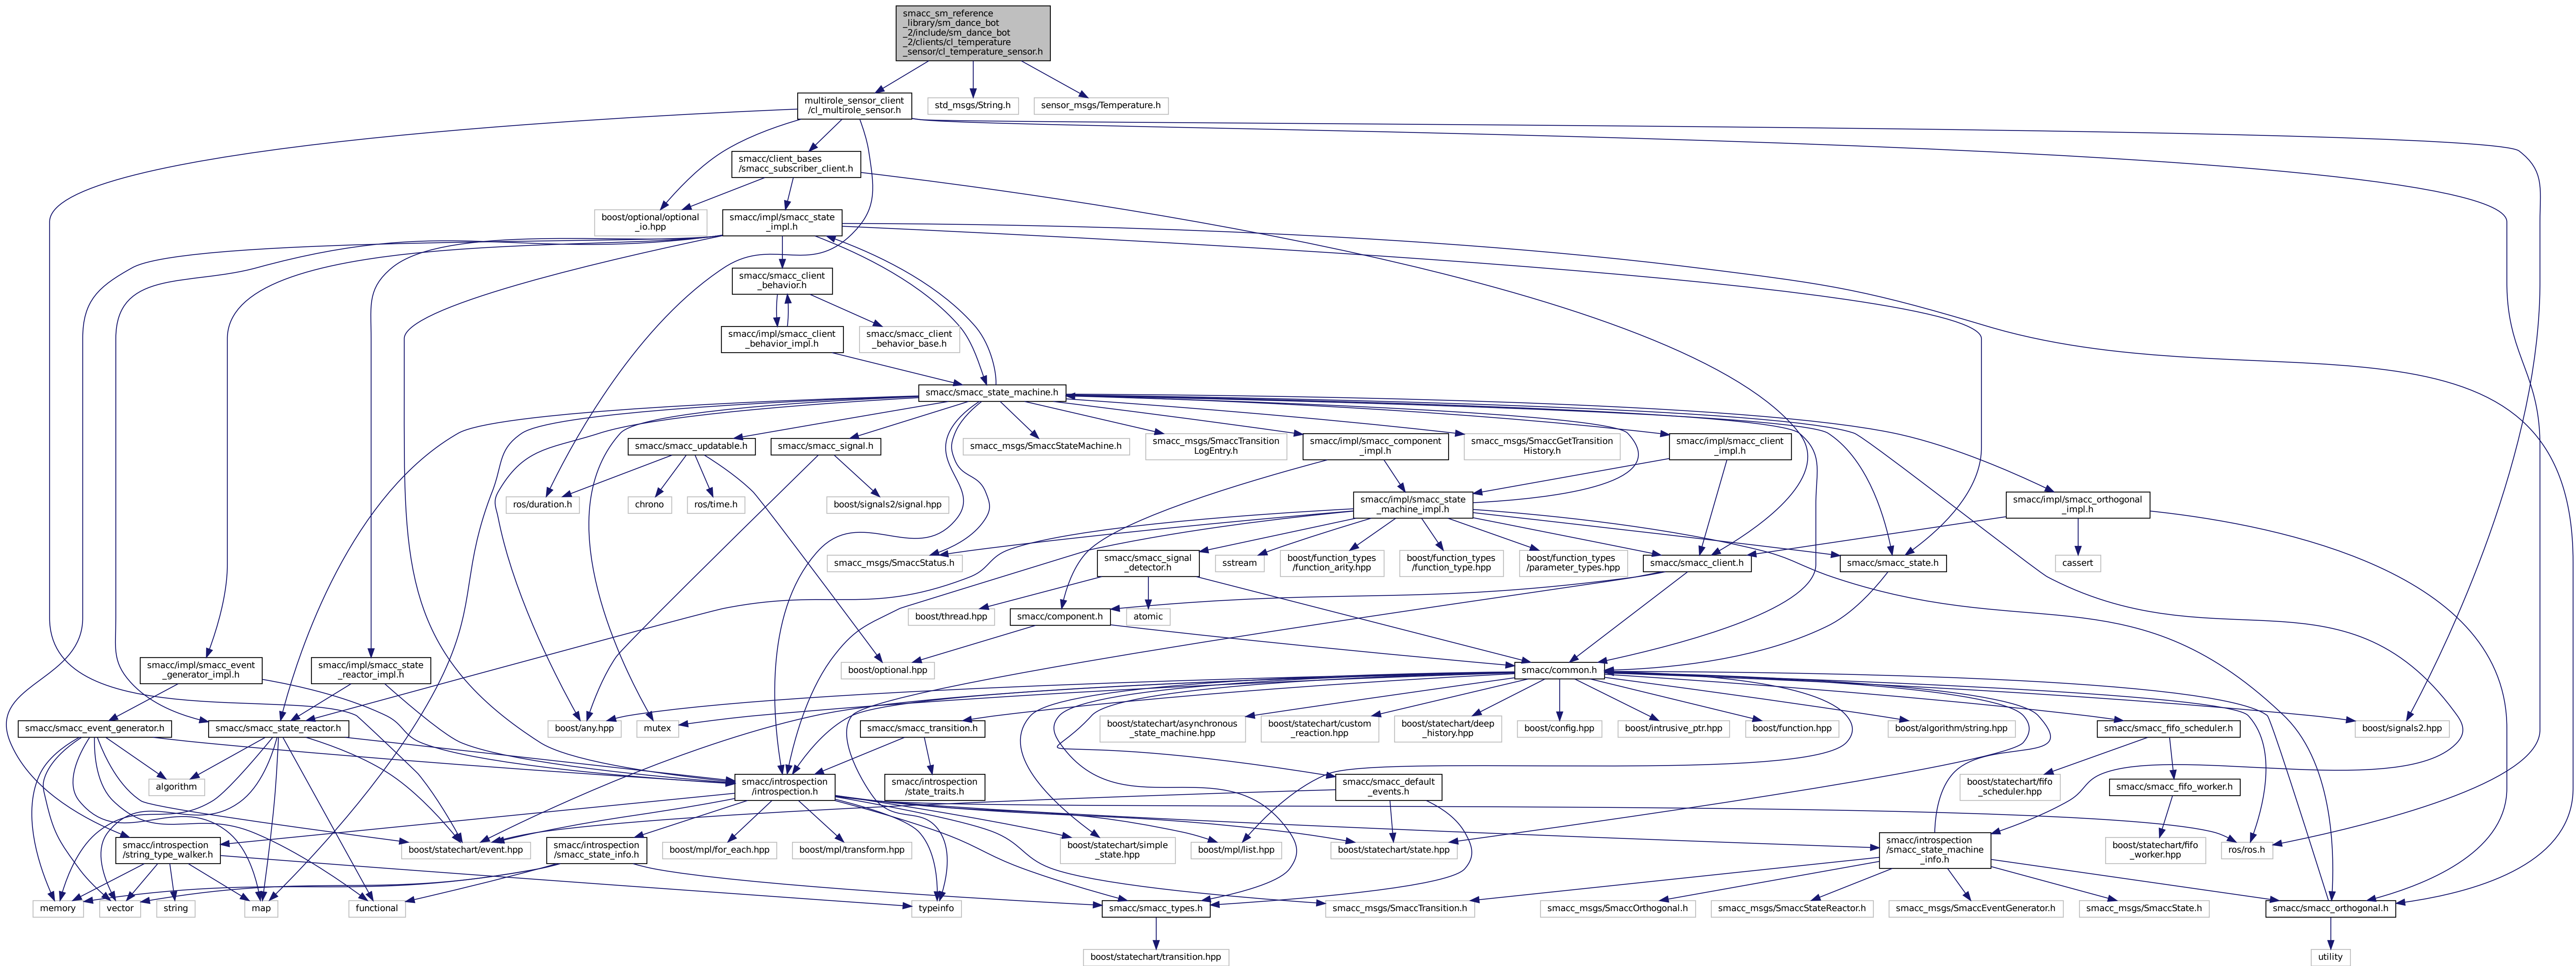 smacc_sm_reference
_library/sm_dance_bot
_2/include/sm_dance_bot
_2/clients/cl_temperature
_sensor/cl_temperature_sensor.h
multirole_sensor_client
/cl_multirole_sensor.h
std_msgs/String.h
sensor_msgs/Temperature.h
smacc/client_bases
/smacc_subscriber_client.h
boost/optional/optional
_io.hpp
smacc/impl/smacc_state
_impl.h
smacc/smacc_client
_behavior.h
smacc/impl/smacc_client
_behavior_impl.h
smacc/smacc_client
_behavior_base.h
smacc/smacc_state_machine.h
smacc/smacc_updatable.h
smacc/smacc_signal.h
smacc_msgs/SmaccStateMachine.h
smacc_msgs/SmaccTransition
LogEntry.h
smacc/impl/smacc_component
_impl.h
smacc_msgs/SmaccGetTransition
History.h
smacc/impl/smacc_client
_impl.h
ros/duration.h
chrono
ros/time.h
boost/signals2/signal.hpp
smacc/impl/smacc_state
_machine_impl.h
smacc/impl/smacc_orthogonal
_impl.h
smacc_msgs/SmaccStatus.h
smacc/smacc_signal
_detector.h
sstream
boost/function_types
/function_arity.hpp
boost/function_types
/function_type.hpp
boost/function_types
/parameter_types.hpp
smacc/smacc_client.h
smacc/smacc_state.h
cassert
boost/thread.hpp
smacc/component.h
atomic
smacc/impl/smacc_event
_generator_impl.h
smacc/impl/smacc_state
_reactor_impl.h
boost/optional.hpp
smacc/common.h
smacc/smacc_event_generator.h
smacc/smacc_state_reactor.h
boost/any.hpp
mutex
smacc/smacc_transition.h
boost/statechart/asynchronous
_state_machine.hpp
boost/statechart/custom
_reaction.hpp
boost/statechart/deep
_history.hpp
boost/config.hpp
boost/intrusive_ptr.hpp
boost/function.hpp
boost/algorithm/string.hpp
smacc/smacc_fifo_scheduler.h
boost/signals2.hpp
algorithm
smacc/introspection
/introspection.h
smacc/introspection
/state_traits.h
smacc/smacc_default
_events.h
boost/statechart/fifo
_scheduler.hpp
smacc/smacc_fifo_worker.h
smacc/introspection
/string_type_walker.h
boost/statechart/event.hpp
smacc/introspection
/smacc_state_info.h
boost/mpl/for_each.hpp
boost/mpl/transform.hpp
boost/statechart/simple
_state.hpp
boost/mpl/list.hpp
boost/statechart/state.hpp
smacc/introspection
/smacc_state_machine
_info.h
boost/statechart/fifo
_worker.hpp
ros/ros.h
memory
vector
string
map
functional
typeinfo
smacc/smacc_types.h
smacc_msgs/SmaccTransition.h
smacc_msgs/SmaccOrthogonal.h
smacc_msgs/SmaccStateReactor.h
smacc_msgs/SmaccEventGenerator.h
smacc_msgs/SmaccState.h
smacc/smacc_orthogonal.h
boost/statechart/transition.hpp
utility